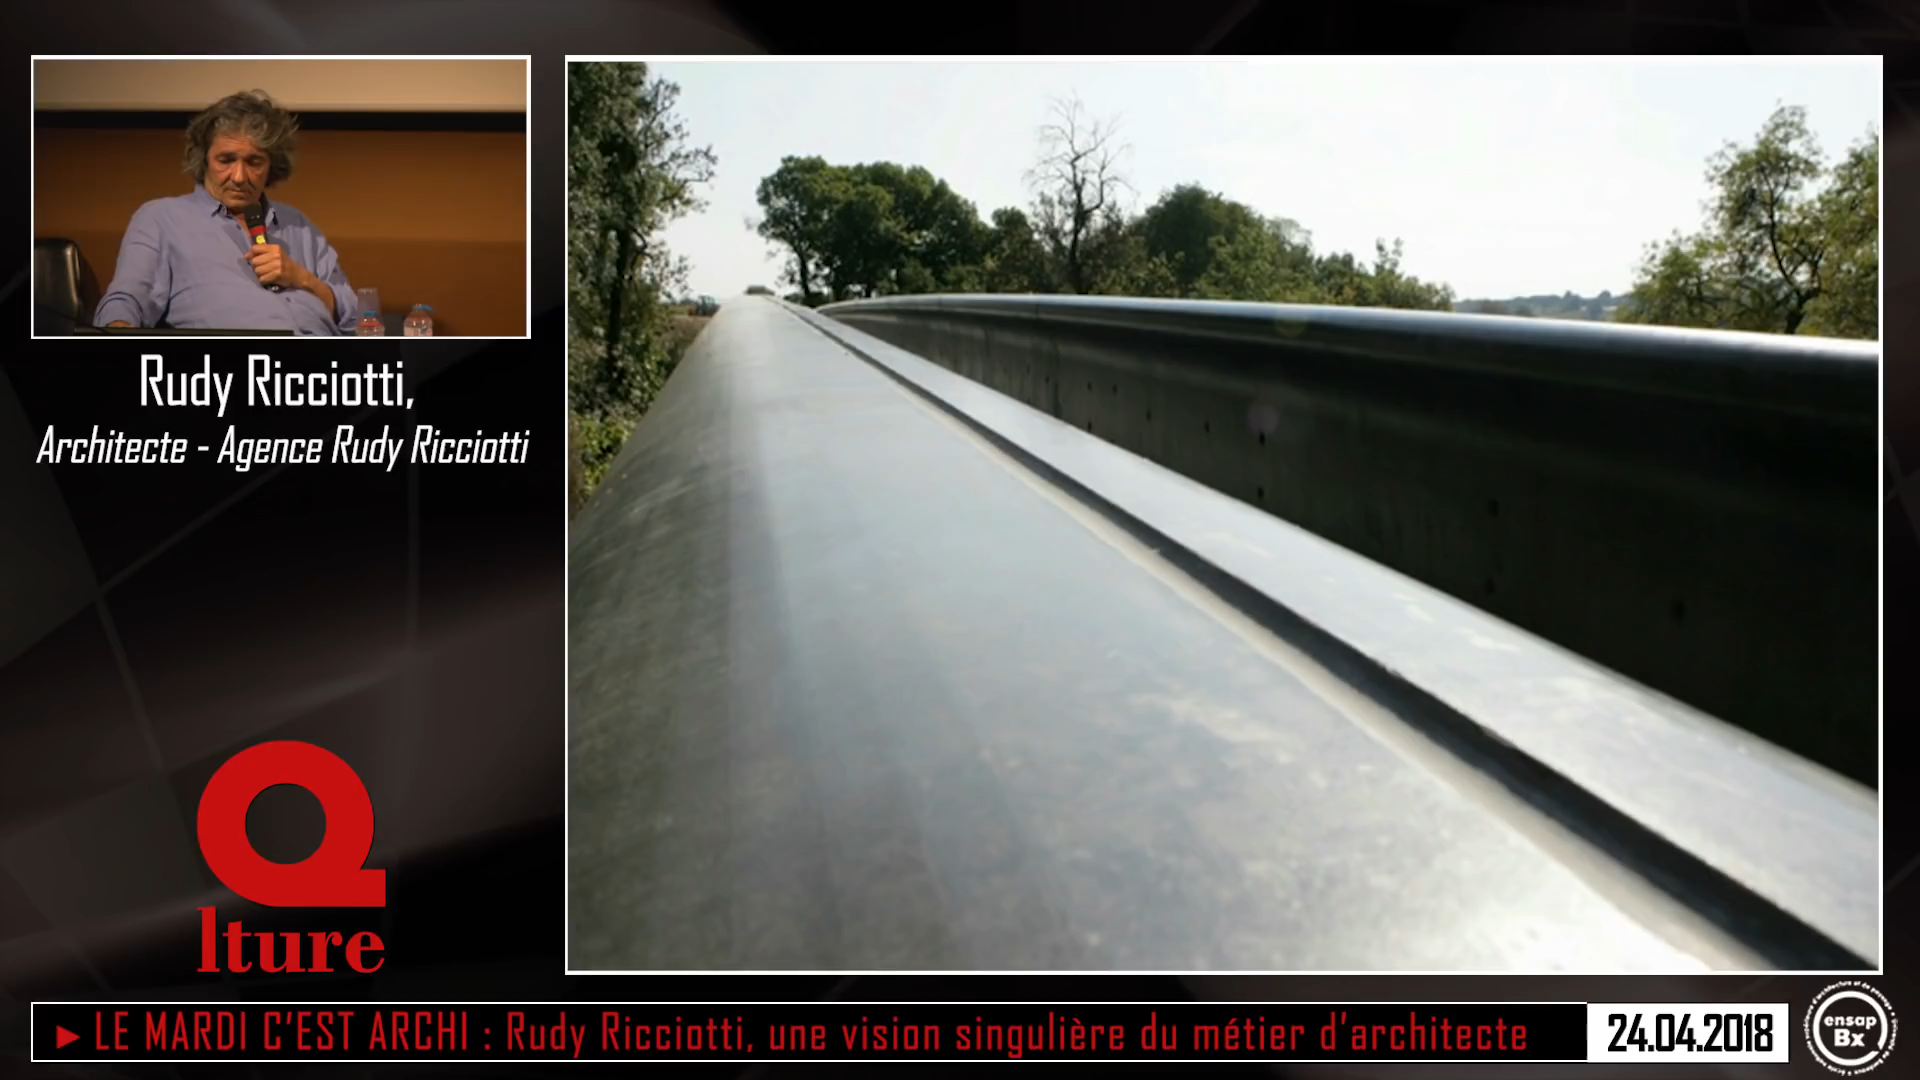 Rudy Ricciotti,
Architecte - Agence Rudy Ricciotti
Qlture
► LE MARDI C'EST ARCHI : Rudy Ricciotti, une vision singulière du métier d'architecte
24.04.2018
ensap
Bx